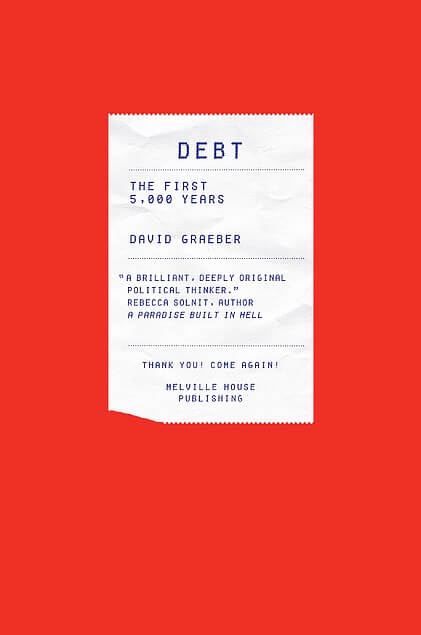 DEBT
THE FIRST
5,000 YEARS
DAVID GRAEBER
"A BRILLIANT, DEEPLY ORIGINAL
POLITICAL THINKER."
REBECCA SOLNIT, AUTHOR
A PARADISE BUILT IN HELL
THANK YOU! COME AGAIN!
MELVILLE HOUSE
PUBLISHING